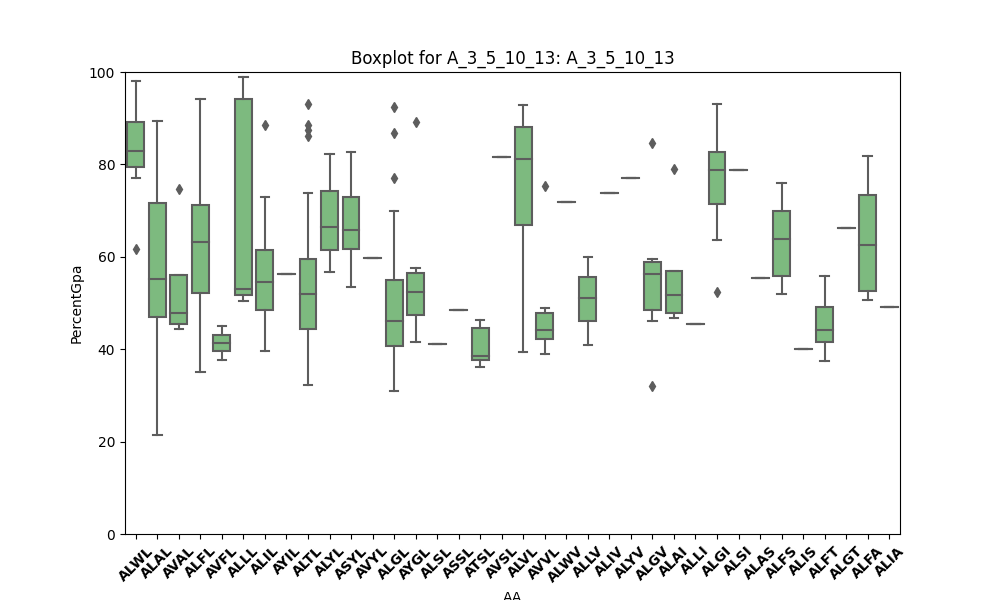 Boxplot for A_3_5_10_13: A_3_5_10_13
100
80
60
40
20
0
PercentGpa
ALWL ALAL AVAL ALFL AVFL ALLL ALIL AYIL ALTL ALYL ASYL AVYL ALGL AYGL ALSL ASSL ATSL AVSL ALVL AVVL ALWV ALLV ALIV ALYV ALGV ALAI ALLI ALGI ALSI ALAS ALFS ALIS ALFT ALGT ALFA ALIA
AA